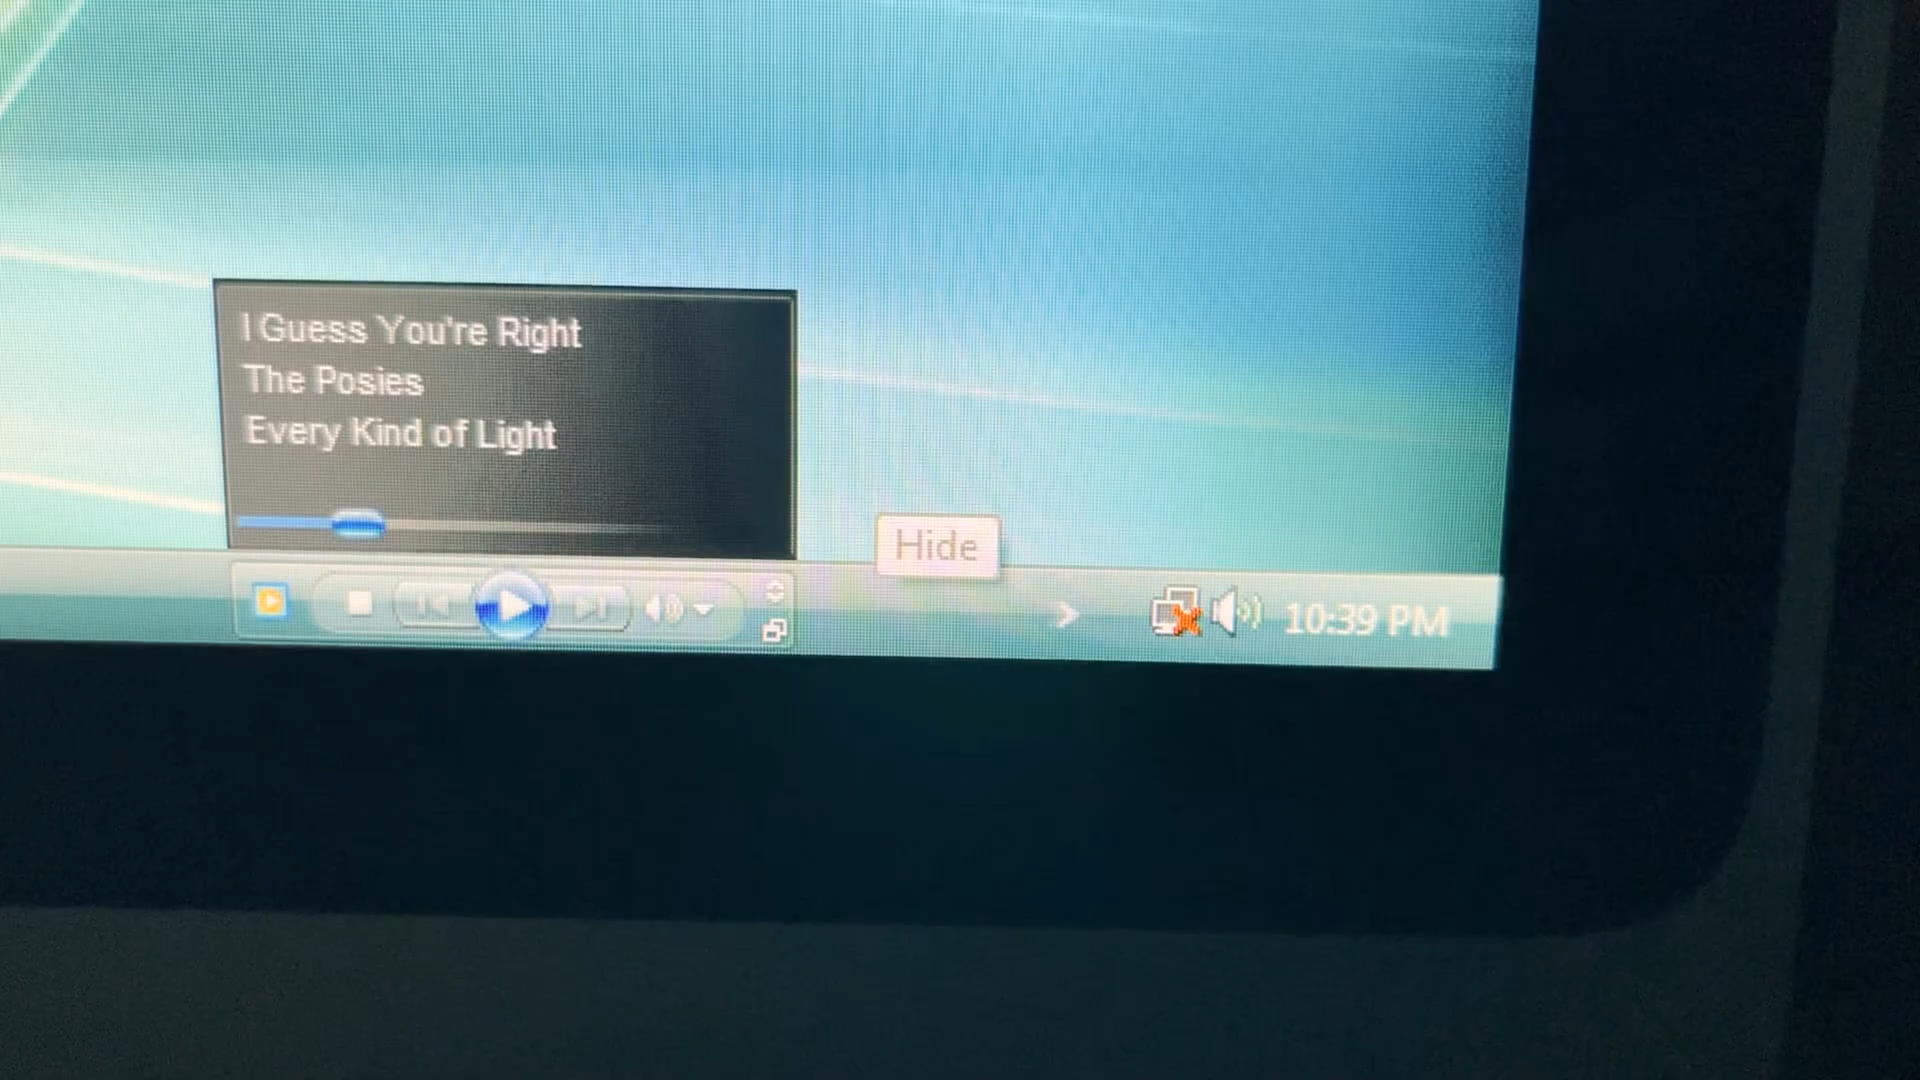 I Guess You're Right
The Posies
Every Kind of Light
Hide
10:39 PM